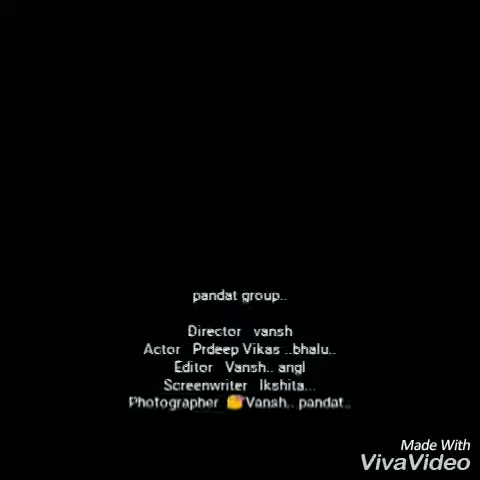 pandat group..
Director vansh
Actor Prdeep Vikas ..bhalu..
Editor Vansh.. angl
Screenwriter Ikshita...
Photographer 😷Vansh.. pandat..
Made With
VivaVideo